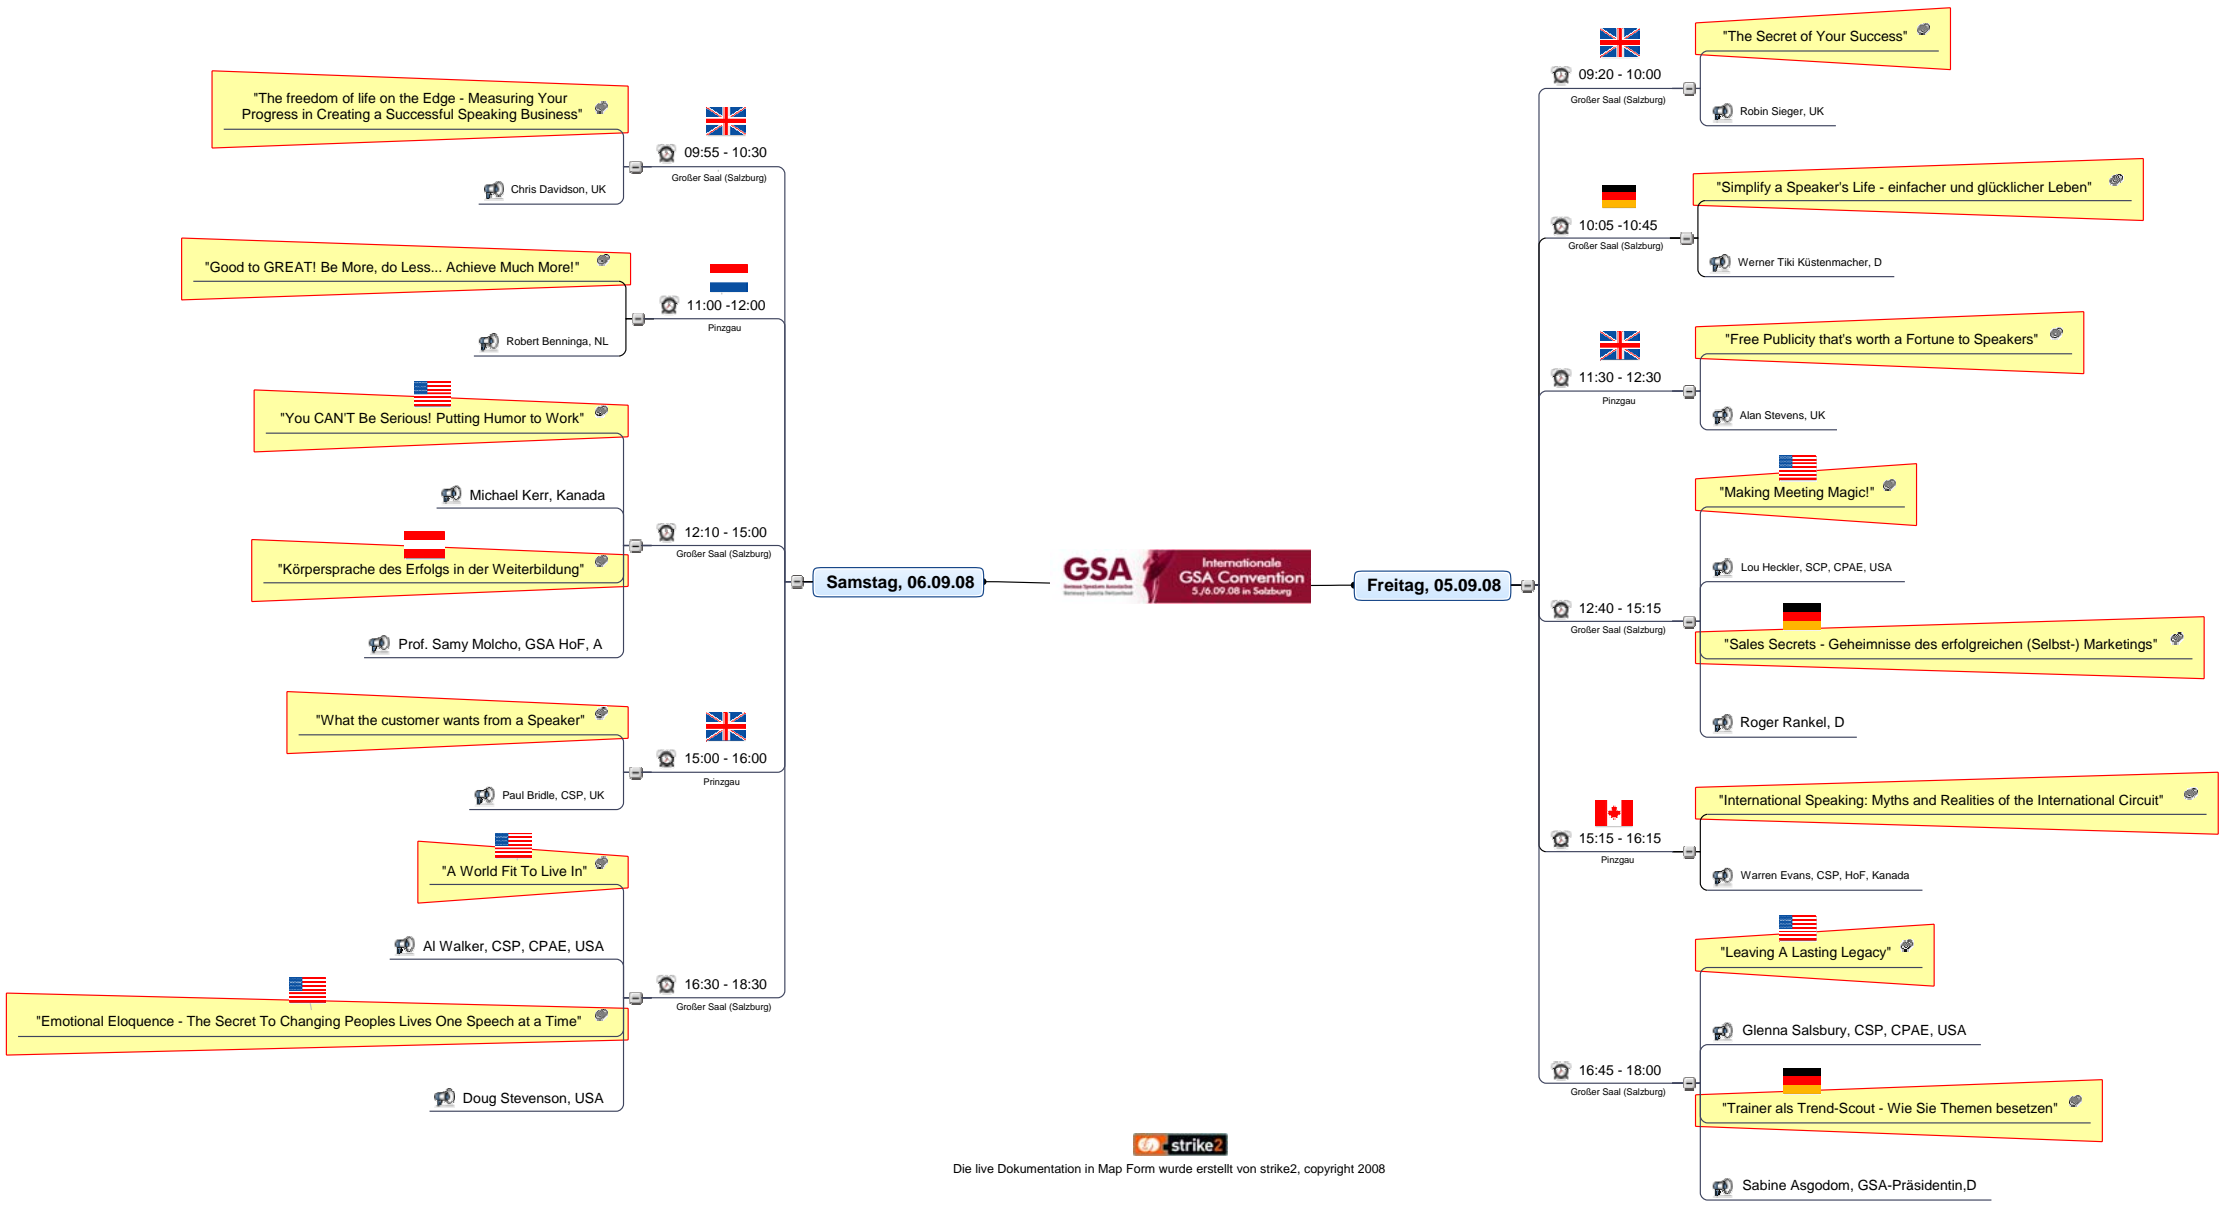 "The freedom of life on the Edge - Measuring Your
Progress in Creating a Successful Speaking Business"
Chris Davidson, UK
09:55 - 10:30
Großer Saal (Salzburg)
"Good to GREAT! Be More, do Less... Achieve Much More!"
Robert Benninga, NL
11:00 -12:00
Pinzgau
"You CAN'T Be Serious! Putting Humor to Work"
Michael Kerr, Kanada
12:10 - 15:00
Großer Saal (Salzburg)
"Körpersprache des Erfolgs in der Weiterbildung"
Prof. Samy Molcho, GSA HoF, A
"What the customer wants from a Speaker"
Paul Bridle, CSP, UK
15:00 - 16:00
Prinzgau
"A World Fit To Live In"
Al Walker, CSP, CPAE, USA
16:30 - 18:30
Großer Saal (Salzburg)
"Emotional Eloquence - The Secret To Changing Peoples Lives One Speech at a Time"
Doug Stevenson, USA
Samstag, 06.09.08
GSA
Internationale
GSA Convention
5./6.09.08 in Salzburg
Freitag, 05.09.08
"The Secret of Your Success"
09:20 - 10:00
Großer Saal (Salzburg)
Robin Sieger, UK
"Simplify a Speaker's Life - einfacher und glücklicher Leben"
10:05 -10:45
Großer Saal (Salzburg)
Werner Tiki Küstenmacher, D
"Free Publicity that's worth a Fortune to Speakers"
11:30 - 12:30
Pinzgau
Alan Stevens, UK
"Making Meeting Magic!"
Lou Heckler, SCP, CPAE, USA
12:40 - 15:15
Großer Saal (Salzburg)
"Sales Secrets - Geheimnisse des erfolgreichen (Selbst-) Marketings"
Roger Rankel, D
"International Speaking: Myths and Realities of the International Circuit"
15:15 - 16:15
Pinzgau
Warren Evans, CSP, HoF, Kanada
"Leaving A Lasting Legacy"
Glenna Salsbury, CSP, CPAE, USA
16:45 - 18:00
Großer Saal (Salzburg)
"Trainer als Trend-Scout - Wie Sie Themen besetzen"
Sabine Asgodom, GSA-Präsidentin,D
strike2
Die live Dokumentation in Map Form wurde erstellt von strike2, copyright 2008